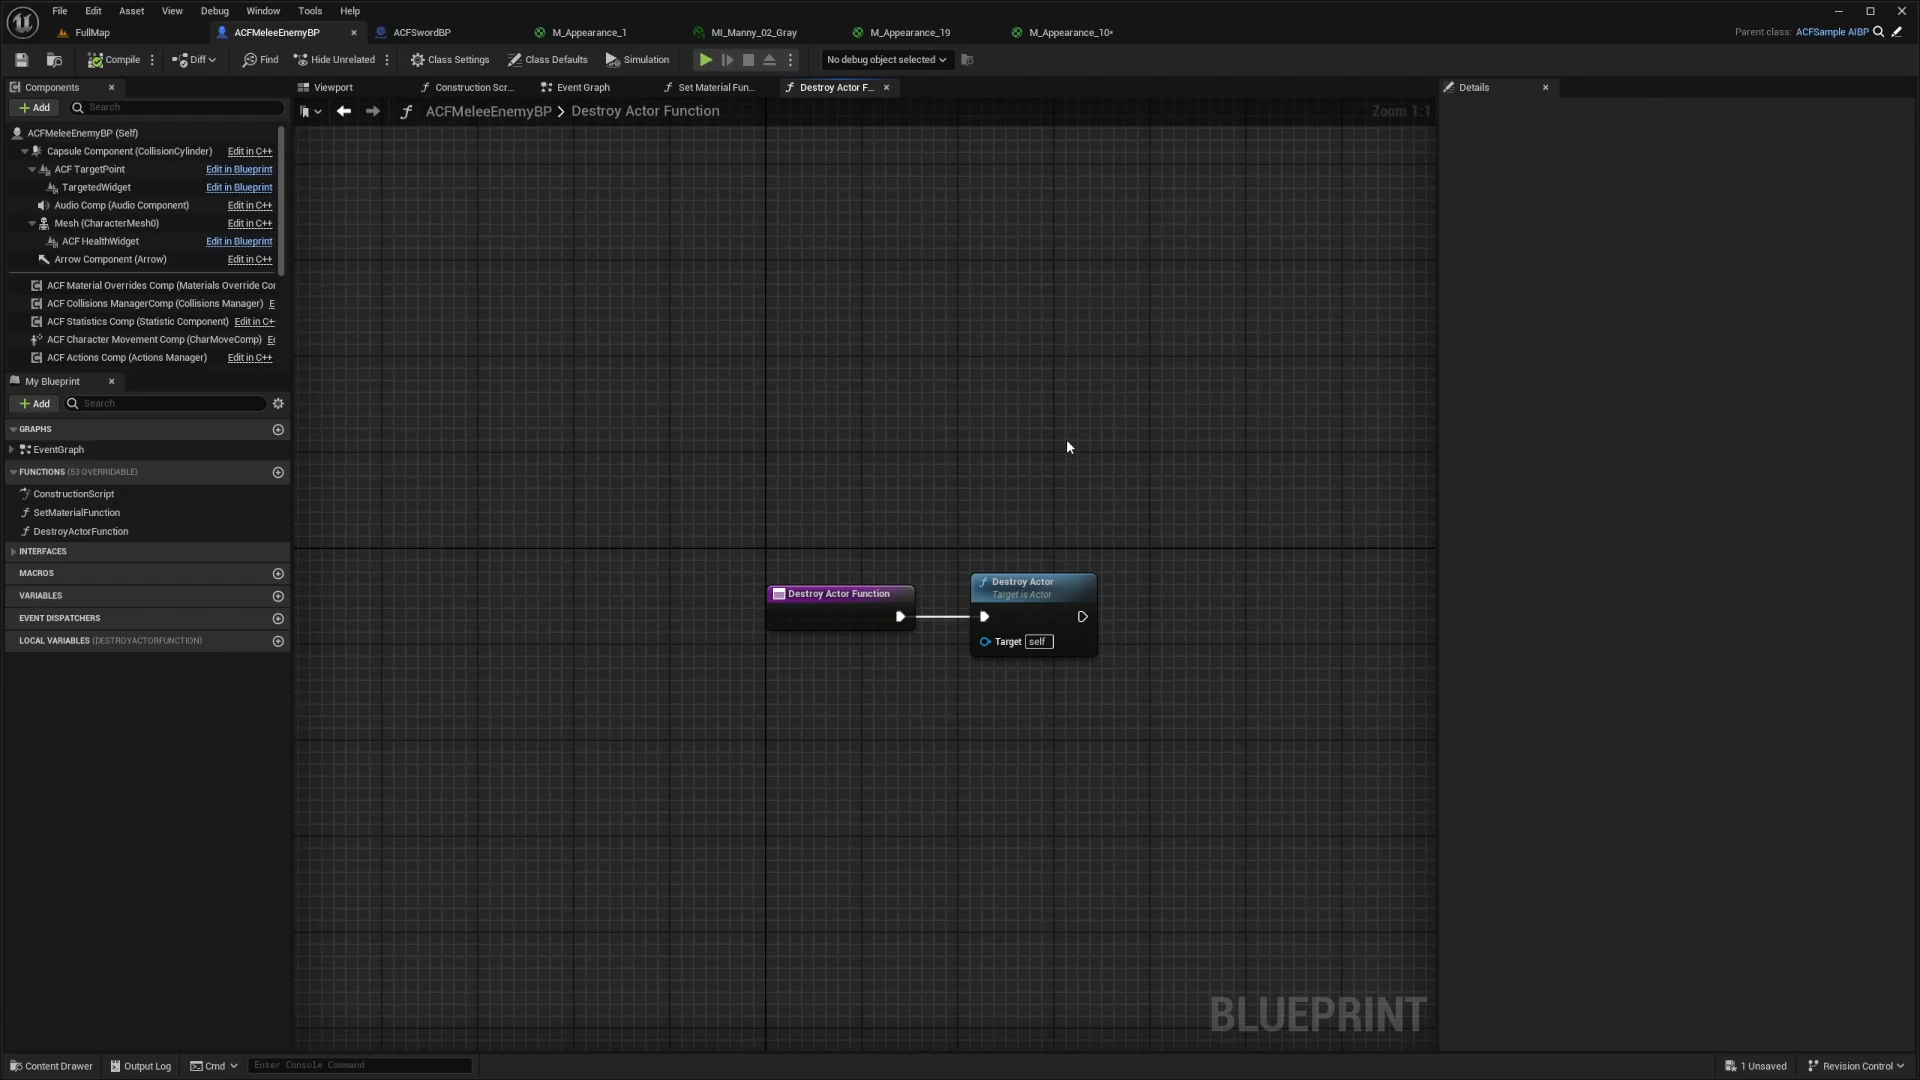 File Edit Asset View Debug Window Tools Help
FullMap ACFMeleeEnemyBP ACFSwordBP M_Appearance_1 MI_Manny_02_Gray M_Appearance_19 M_Appearance_10* Parent class: ACFSample AIBP
Compile Diff Find Hide Unrelated Class Settings Class Defaults Simulation No debug object selected
Components
Viewport Construction Scr... Event Graph Set Material Fun... Destroy Actor F... Details
Add Search
ACFMeleeEnemyBP > Destroy Actor Function Zoom 1:1
ACFMeleeEnemyBP (Self)
Capsule Component (CollisionCylinder) Edit in C++
ACF TargetPoint Edit in Blueprint
TargetedWidget Edit in Blueprint
Audio Comp (Audio Component) Edit in C++
Mesh (CharacterMesh0) Edit in C++
ACF HealthWidget Edit in Blueprint
Arrow Component (Arrow) Edit in C++
ACF Material Overrides Comp (Materials Override Cor
ACF Collisions ManagerComp (Collisions Manager) E
ACF Statistics Comp (Statistic Component) Edit in C+
ACF Character Movement Comp (CharMoveComp) Ec
ACF Actions Comp (Actions Manager) Edit in C++
My Blueprint
Add Search
GRAPHS
EventGraph
FUNCTIONS (53 OVERRIDABLE)
ConstructionScript
SetMaterialFunction
DestroyActorFunction
INTERFACES
MACROS
VARIABLES
EVENT DISPATCHERS
LOCAL VARIABLES (DESTROYACTORFUNCTION)
Destroy Actor Function
Destroy Actor
Target is Actor
Target self
BLUEPRINT
Content Drawer Output Log Cmd Enter Console Command 1 Unsaved Revision Control